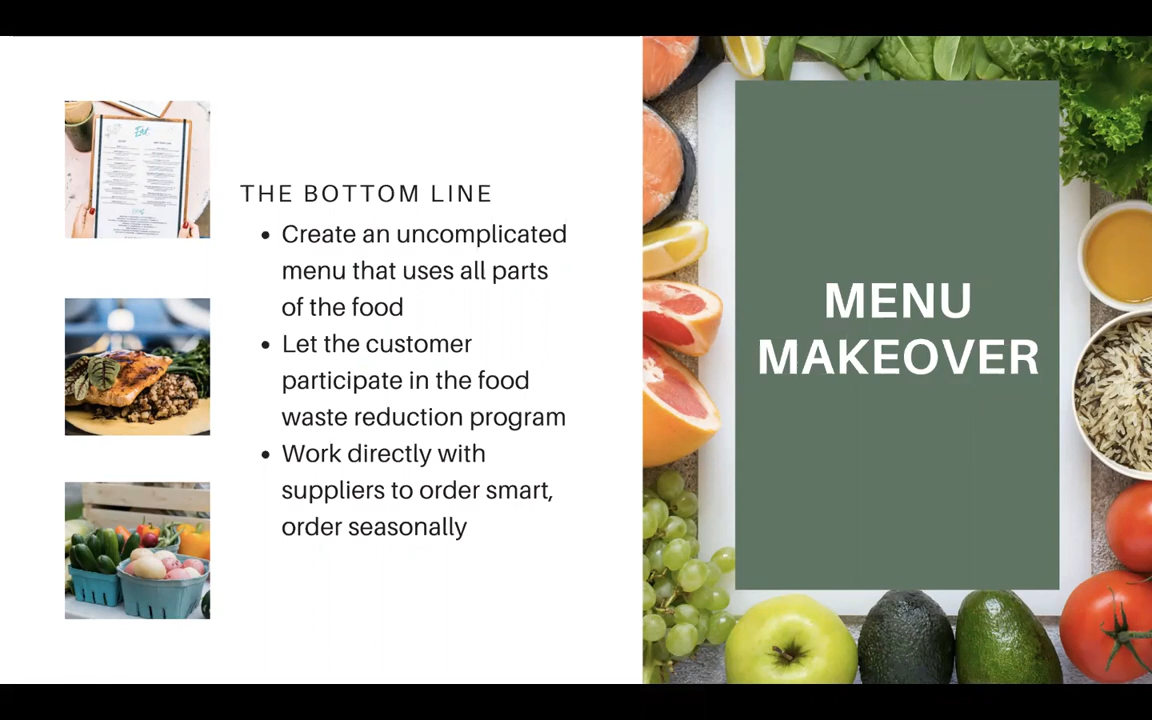 THE BOTTOM LINE
• Create an uncomplicated
menu that uses all parts
of the food
• Let the customer
participate in the food
waste reduction program
• Work directly with
suppliers to order smart,
order seasonally
MENU
MAKEOVER